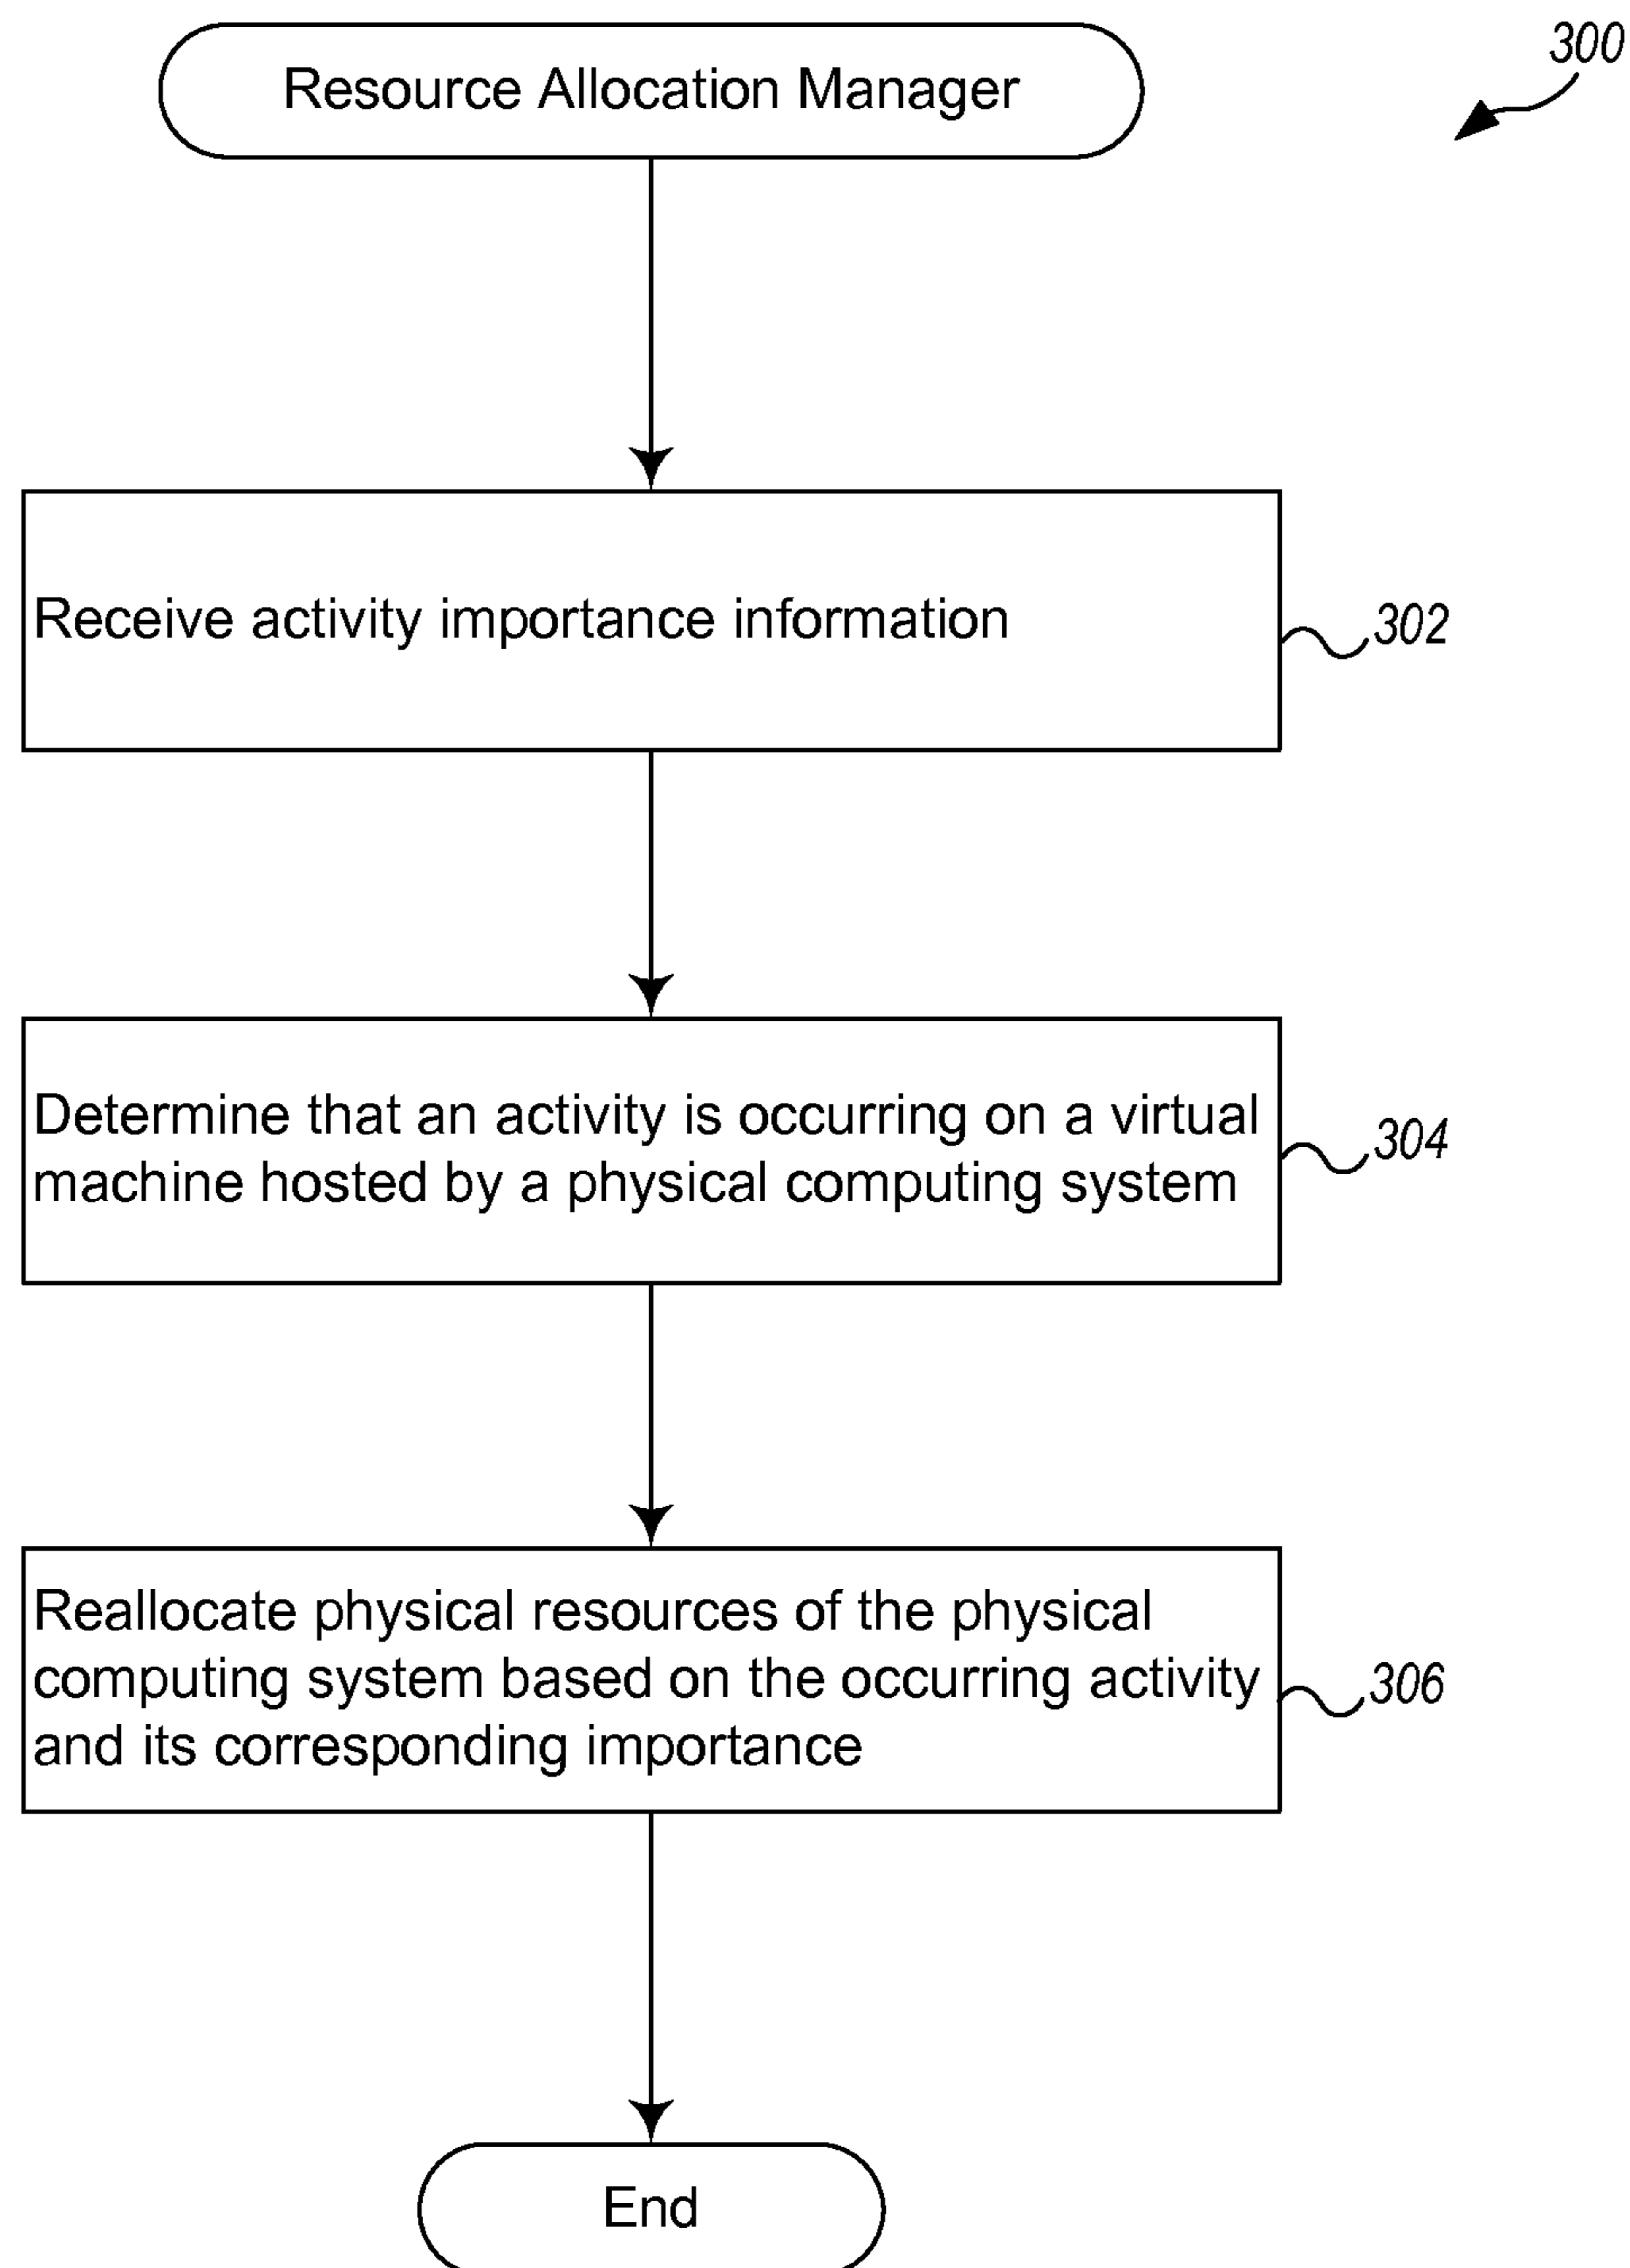 Resource Allocation Manager
300
Receive activity importance information
302
Determine that an activity is occurring on a virtual
machine hosted by a physical computing system
304
Reallocate physical resources of the physical
computing system based on the occurring activity
and its corresponding importance
306
End